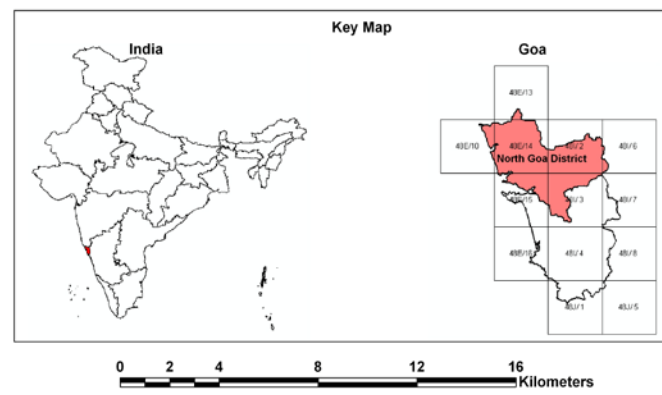 Key Map
India
Goa
48E/13
48E/10
48E/14
48I/2
48I/6
North Goa District
48E/15
48I/3
48I/7
48E/16
48I/4
48I/8
48J/1
48J/5
0 2 4 8 12 16
Kilometers